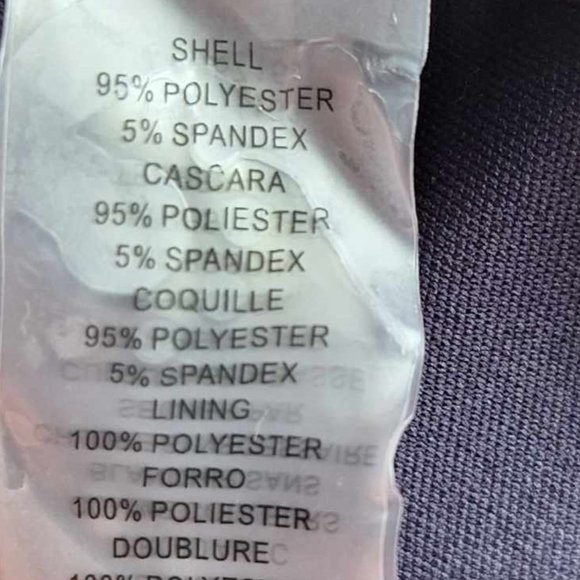 SHELL
95% POLYESTER
5% SPANDEX
CASCARA
95% POLIESTER
5% SPANDEX
COQUILLE
95% POLYESTER
5% SPANDEX
LINING
100% POLYESTER
FORRO
100% POLIESTER
DOUBLURE